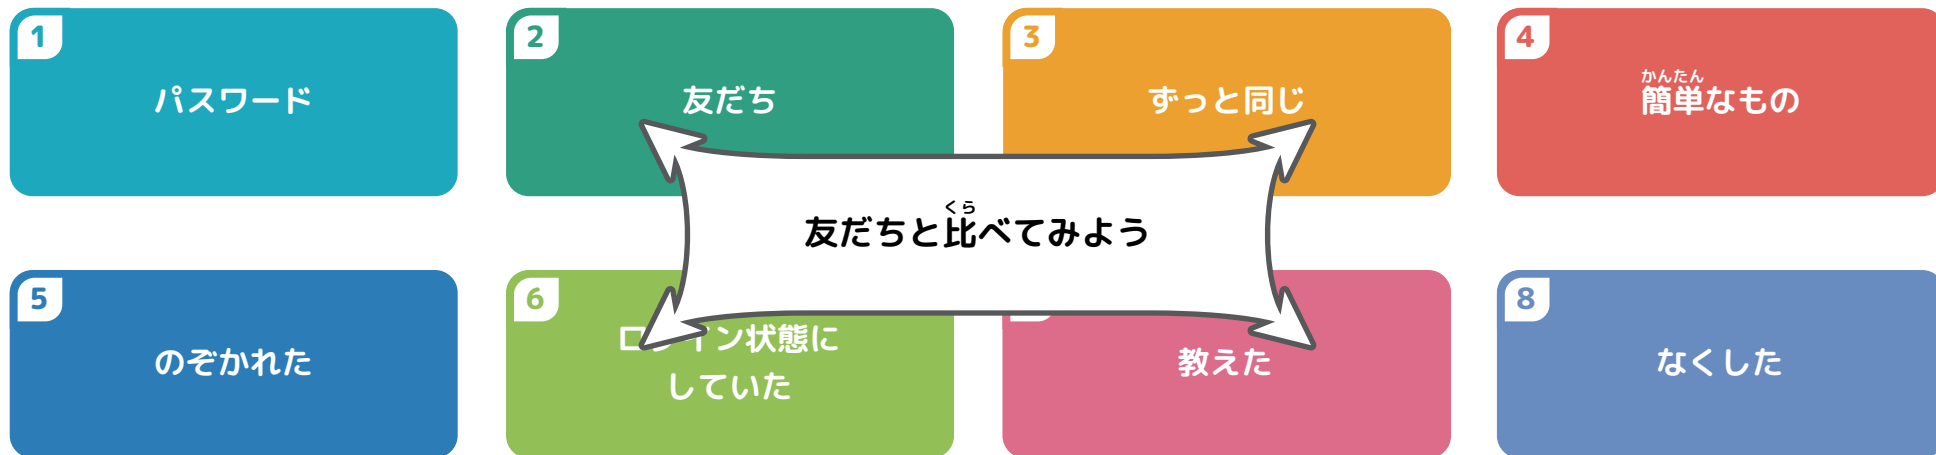 1
パスワード
2
友だち
3
ずっと同じ
4
かんたん
簡単なもの
くら
友だちと比べてみよう
5
のぞかれた
6
イン状態に
していた
教えた
8
なくした